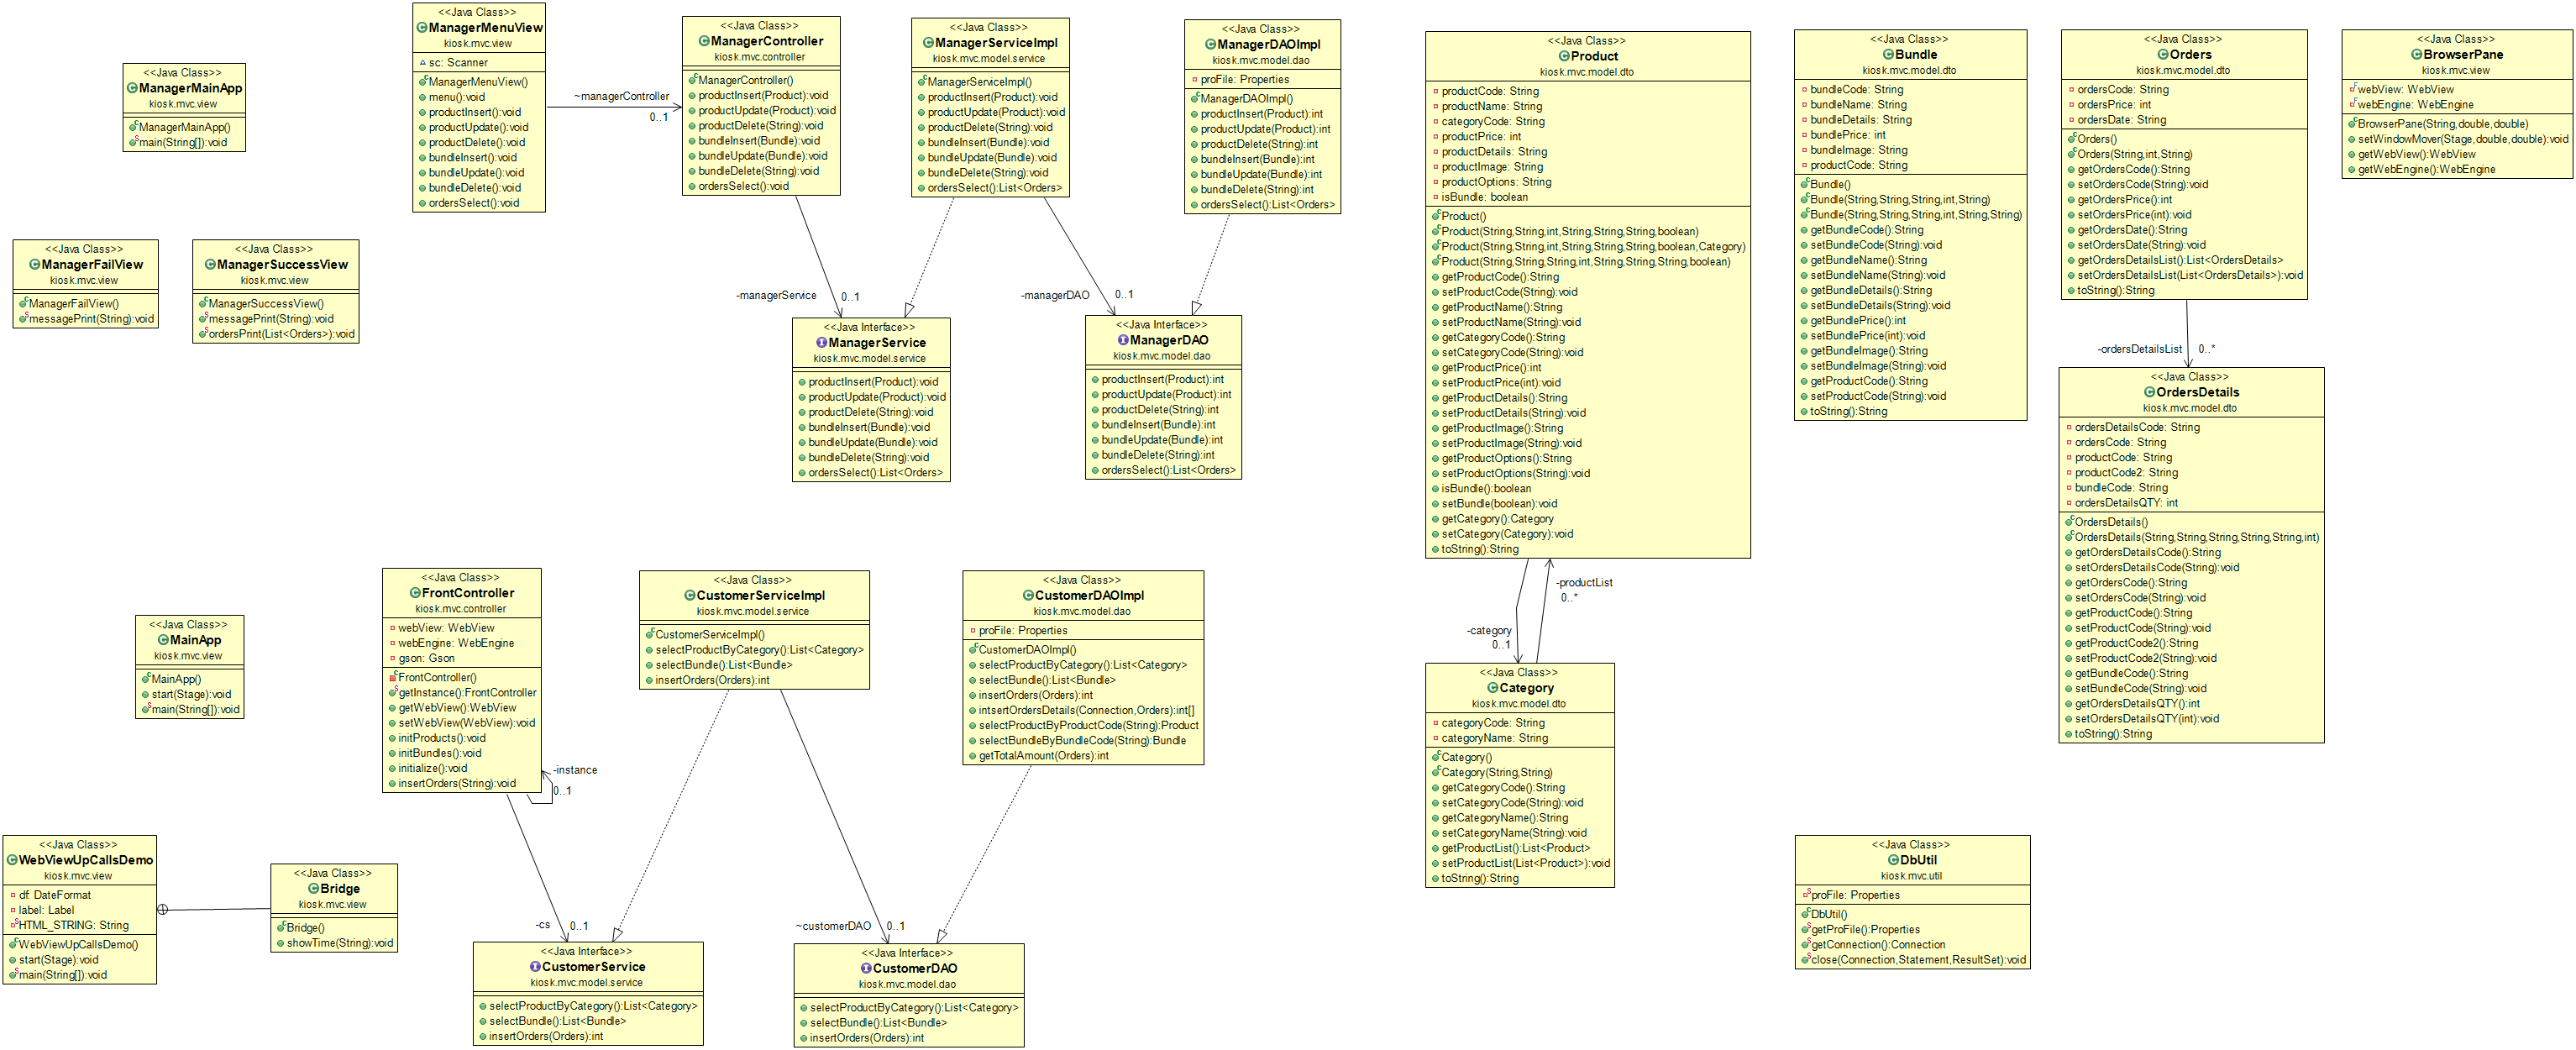 <<Java Class>>
ManagerMainApp
kiosk.mvc.view
ManagerMainApp()
main(String[]):void
<<Java Class>>
ManagerMenuView
kiosk.mvc.view
sc: Scanner
ManagerMenuView()
menu():void
productInsert():void
productUpdate():void
productDelete():void
bundleInsert():void
bundleUpdate():void
bundleDelete():void
ordersSelect():void
~managerController
0..1
<<Java Class>>
ManagerController
kiosk.mvc.controller
ManagerController()
productInsert(Product):void
productUpdate(Product):void
productDelete(String):void
bundleInsert(Bundle):void
bundleUpdate(Bundle):void
bundleDelete(String):void
ordersSelect():void
<<Java Class>>
ManagerServiceImpl
kiosk.mvc.model.service
ManagerServiceImpl()
productInsert(Product):void
productUpdate(Product):void
productDelete(String):void
bundleInsert(Bundle):void
bundleUpdate(Bundle):void
bundleDelete(String):void
ordersSelect():List<Orders>
<<Java Class>>
ManagerDAOImpl
kiosk.mvc.model.dao
proFile: Properties
ManagerDAOImpl()
productInsert(Product):int
productUpdate(Product):int
productDelete(String):int
bundleInsert(Bundle):int
bundleUpdate(Bundle):int
bundleDelete(String):int
ordersSelect():List<Orders>
<<Java Class>>
ManagerFailView
kiosk.mvc.view
ManagerFailView()
messagePrint(String):void
<<Java Class>>
ManagerSuccessView
kiosk.mvc.view
ManagerSuccessView()
messagePrint(String):void
ordersPrint(List<Orders>):void
-managerService
0..1
-managerDAO
0..1
<<Java Interface>>
ManagerService
kiosk.mvc.model.service
productInsert(Product):void
productUpdate(Product):void
productDelete(String):void
bundleInsert(Bundle):void
bundleUpdate(Bundle):void
bundleDelete(String):void
ordersSelect():List<Orders>
<<Java Interface>>
ManagerDAO
kiosk.mvc.model.dao
productInsert(Product):int
productUpdate(Product):int
productDelete(String):int
bundleInsert(Bundle):int
bundleUpdate(Bundle):int
bundleDelete(String):int
ordersSelect():List<Orders>
<<Java Class>>
Product
kiosk.mvc.model.dto
productCode: String
productName: String
categoryCode: String
productPrice: int
productDetails: String
productImage: String
productOptions: String
isBundle: boolean
Product()
Product(String,String,int,String,String,String,boolean)
Product(String,String,int,String,String,String,boolean,Category)
Product(String,String,String,int,String,String,String,boolean)
getProductCode():String
setProductCode(String):void
getProductName():String
setProductName(String):void
getCategoryCode():String
setCategoryCode(String):void
getProductPrice():int
setProductPrice(int):void
getProductDetails():String
setProductDetails(String):void
getProductImage():String
setProductImage(String):void
getProductOptions():String
setProductOptions(String):void
isBundle():boolean
setBundle(boolean):void
getCategory():Category
setCategory(Category):void
toString():String
<<Java Class>>
Bundle
kiosk.mvc.model.dto
bundleCode: String
bundleName: String
bundleDetails: String
bundlePrice: int
bundleImage: String
productCode: String
Bundle()
Bundle(String,String,String,int,String)
Bundle(String,String,String,int,String,String)
getBundleCode():String
setBundleCode(String):void
getBundleName():String
setBundleName(String):void
getBundleDetails():String
setBundleDetails(String):void
getBundlePrice():int
setBundlePrice(int):void
getBundleImage():String
setBundleImage(String):void
getProductCode():String
setProductCode(String):void
toString():String
<<Java Class>>
Orders
kiosk.mvc.model.dto
ordersCode: String
ordersPrice: int
ordersDate: String
Orders()
Orders(String,int,String)
getOrdersCode():String
setOrdersCode(String):void
getOrdersPrice():int
setOrdersPrice(int):void
getOrdersDate():String
setOrdersDate(String):void
getOrdersDetailsList():List<OrdersDetails>
setOrdersDetailsList(List<OrdersDetails>):void
toString():String
<<Java Class>>
BrowserPane
kiosk.mvc.view
webView: WebView
webEngine: WebEngine
BrowserPane(String,double,double)
setWindowMover(Stage,double,double):void
getWebView():WebView
getWebEngine():WebEngine
-ordersDetailsList
0..*
<<Java Class>>
OrdersDetails
kiosk.mvc.model.dto
ordersDetailsCode: String
ordersCode: String
productCode: String
productCode2: String
bundleCode: String
ordersDetailsQTY: int
OrdersDetails()
OrdersDetails(String,String,String,String,String,int)
getOrdersDetailsCode():String
setOrdersDetailsCode(String):void
getOrdersCode():String
setOrdersCode(String):void
getProductCode():String
setProductCode(String):void
getProductCode2():String
setProductCode2(String):void
getBundleCode():String
setBundleCode(String):void
getOrdersDetailsQTY():int
setOrdersDetailsQTY(int):void
toString():String
<<Java Class>>
MainApp
kiosk.mvc.view
MainApp()
start(Stage):void
main(String[]):void
<<Java Class>>
FrontController
kiosk.mvc.controller
webView: WebView
webEngine: WebEngine
gson: Gson
FrontController()
getInstance():FrontController
getWebView():WebView
setWebView(WebView):void
initProducts():void
initBundles():void
initialize():void
insertOrders(String):void
-instance
0..1
<<Java Class>>
CustomerServiceImpl
kiosk.mvc.model.service
CustomerServiceImpl()
selectProductByCategory():List<Category>
selectBundle():List<Bundle>
insertOrders(Orders):int
<<Java Class>>
CustomerDAOImpl
kiosk.mvc.model.dao
proFile: Properties
CustomerDAOImpl()
selectProductByCategory():List<Category>
selectBundle():List<Bundle>
insertOrders(Orders):int
intsertOrdersDetails(Connection,Orders):int[]
selectProductByProductCode(String):Product
selectBundleByBundleCode(String):Bundle
getTotalAmount(Orders):int
-productList
0..*
-category
0..1
<<Java Class>>
Category
kiosk.mvc.model.dto
categoryCode: String
categoryName: String
Category()
Category(String,String)
getCategoryCode():String
setCategoryCode(String):void
getCategoryName():String
setCategoryName(String):void
getProductList():List<Product>
setProductList(List<Product>):void
toString():String
<<Java Class>>
WebViewUpCallsDemo
kiosk.mvc.view
df: DateFormat
label: Label
HTML_STRING: String
WebViewUpCallsDemo()
start(Stage):void
main(String[]):void
<<Java Class>>
Bridge
kiosk.mvc.view
Bridge()
showTime(String):void
-cs
0..1
~customerDAO
0..1
<<Java Interface>>
CustomerService
kiosk.mvc.model.service
selectProductByCategory():List<Category>
selectBundle():List<Bundle>
insertOrders(Orders):int
<<Java Interface>>
CustomerDAO
kiosk.mvc.model.dao
selectProductByCategory():List<Category>
selectBundle():List<Bundle>
insertOrders(Orders):int
<<Java Class>>
DbUtil
kiosk.mvc.util
proFile: Properties
DbUtil()
getProFile():Properties
getConnection():Connection
close(Connection,Statement,ResultSet):void